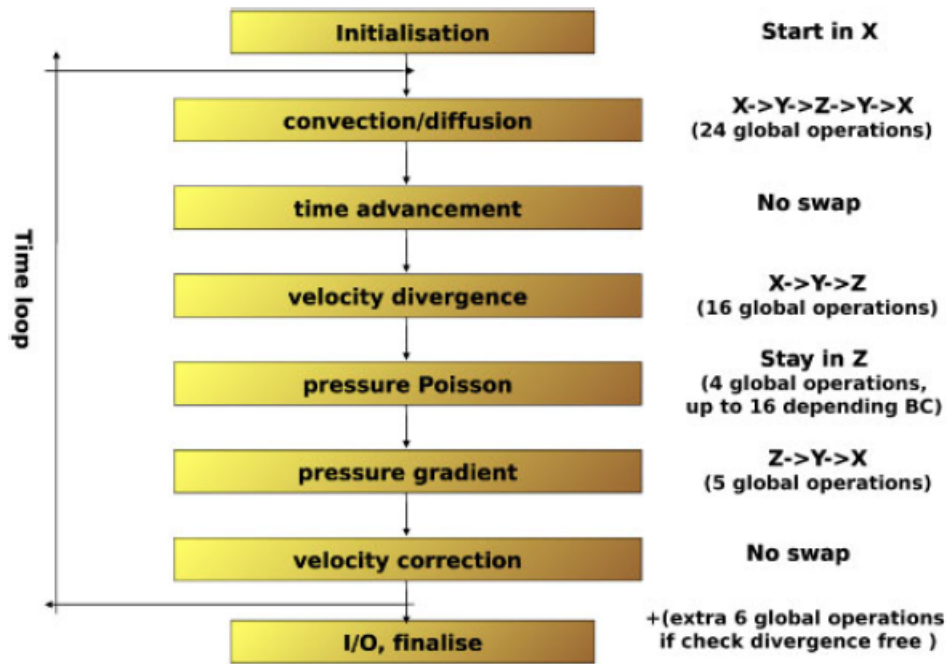 Initialisation
Start in X
convection/diffusion
X->Y->Z->Y->X
(24 global operations)
time advancement
No swap
Time loop
velocity divergence
X->Y->Z
(16 global operations)
pressure Poisson
Stay in Z
(4 global operations,
up to 16 depending BC)
pressure gradient
Z->Y->X
(5 global operations)
velocity correction
No swap
I/O, finalise
+(extra 6 global operations
if check divergence free )